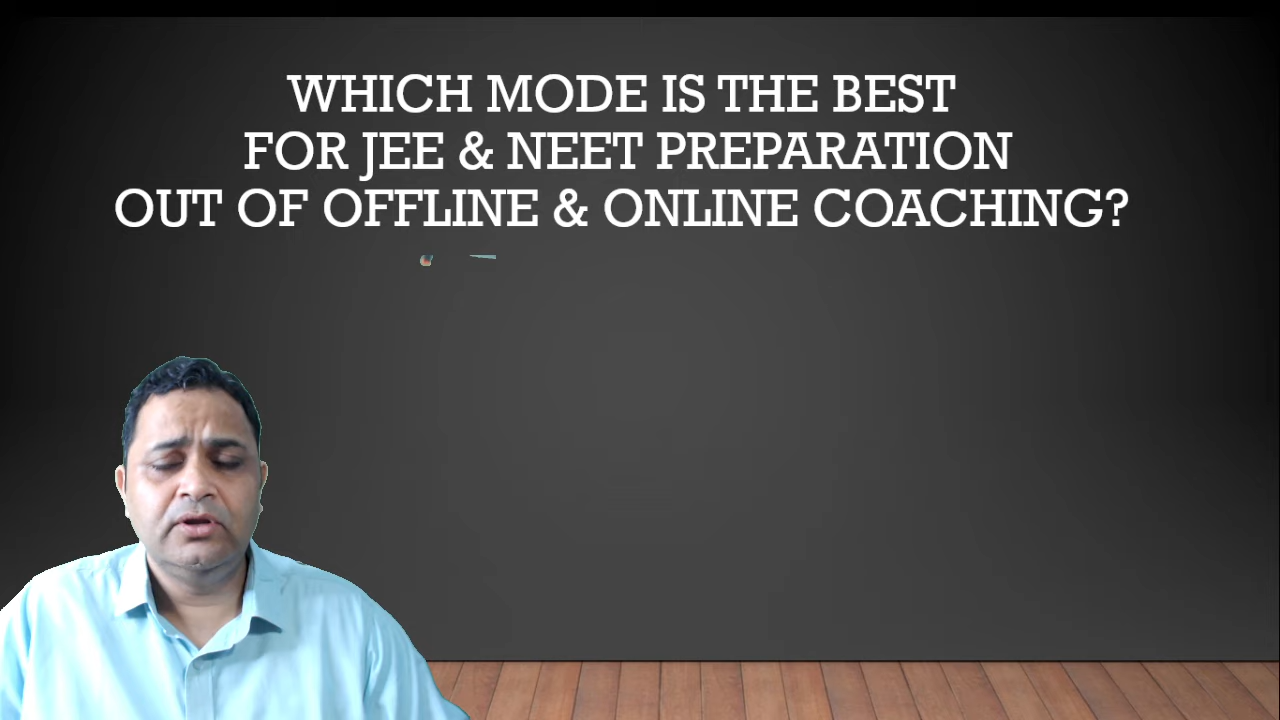 WHICH MODE IS THE BEST
FOR JEE & NEET PREPARATION
OUT OF OFFLINE & ONLINE COACHING?